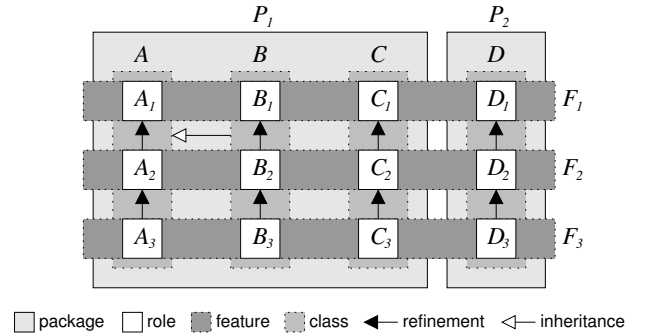 P1 P2
A B C D
A1 B1 C1 D1 F1
A2 B2 C2 D2 F2
A3 B3 C3 D3 F3
package role feature class refinement inheritance